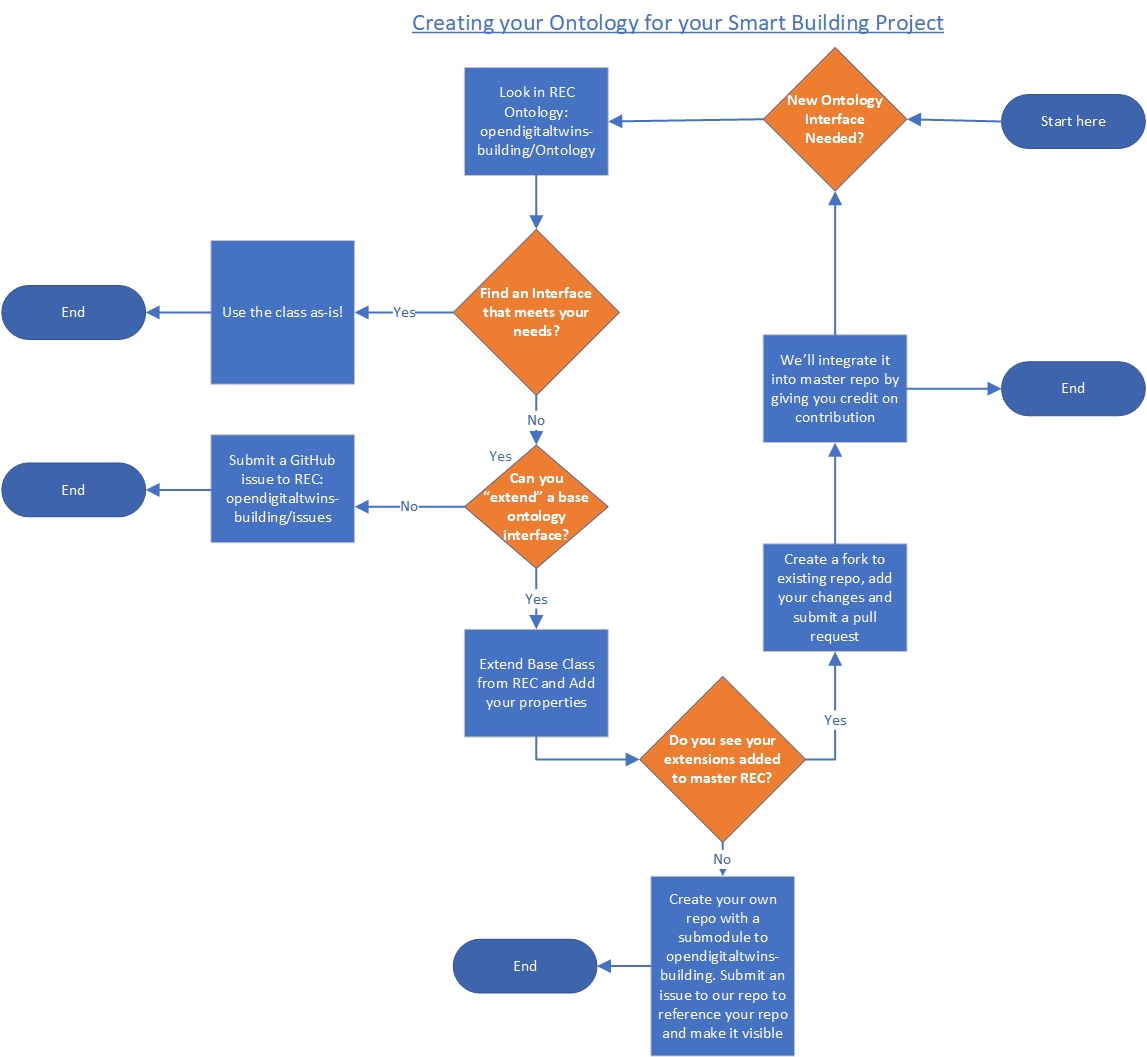 Creating your Ontology for your Smart Building Project
Start here
New Ontology
Interface
Needed?
Look in REC
Ontology:
opendigitaltwins-
building/Ontology
Find an Interface
that meets your
needs?
Yes
Use the class as-is!
End
No
Yes
Can you
“extend” a base
ontology
interface?
No
Submit a GitHub
issue to REC:
opendigitaltwins-
building/issues
End
Yes
Extend Base Class
from REC and Add
your properties
Do you see your
extensions added
to master REC?
Yes
Create a fork to
existing repo, add
your changes and
submit a pull
request
We’ll integrate it
into master repo by
giving you credit on
contribution
End
No
Create your own
repo with a
submodule to
opendigitaltwins-
building. Submit an
issue to our repo to
reference your repo
and make it visible
End